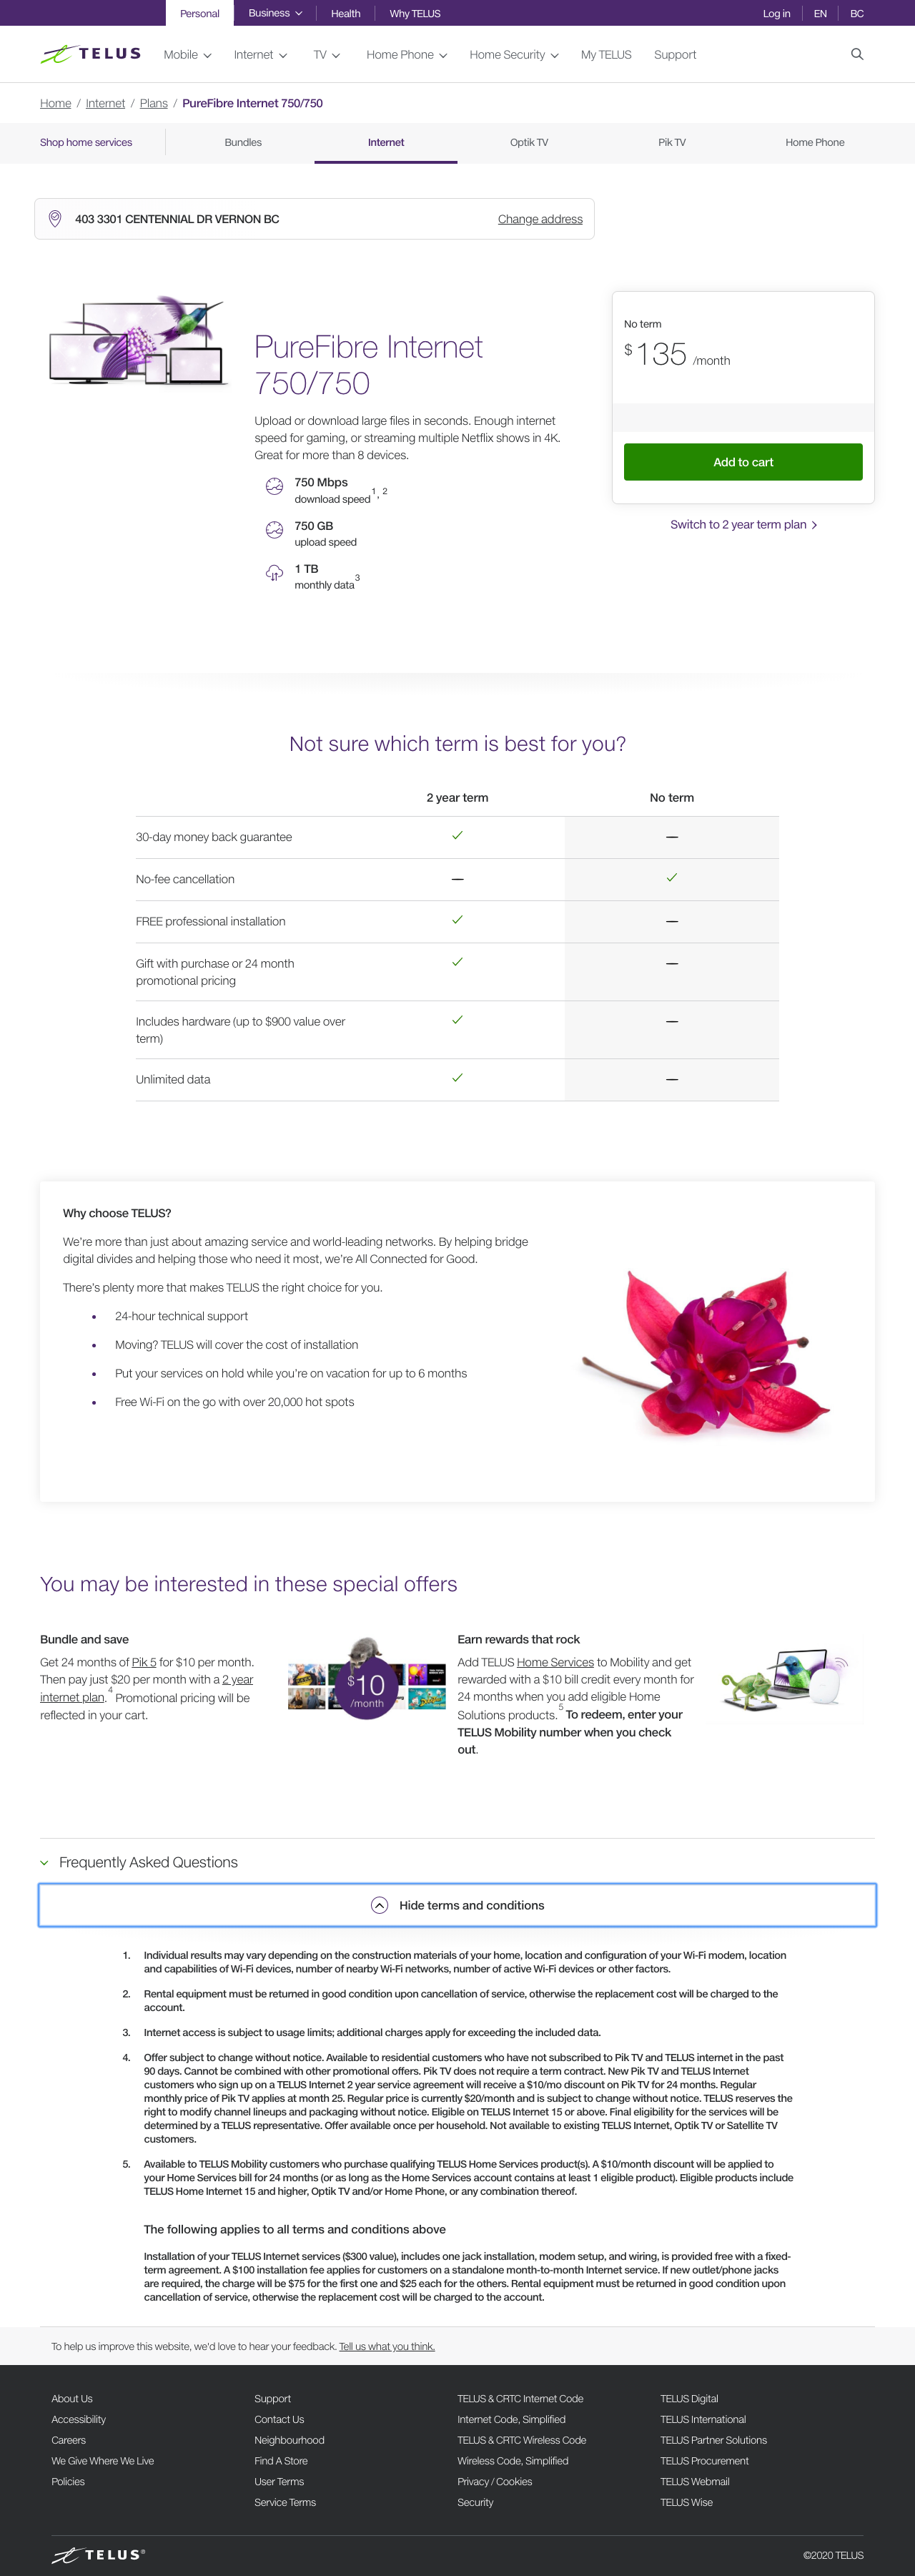 Personal Business Health Why TELUS Log in EN BC
TELUS Mobile Internet TV Home Phone Home Security My TELUS Support
Home / Internet / Plans / PureFibre Internet 750/750
Shop home services Bundles Internet Optik TV Pik TV Home Phone
403 3301 CENTENNIAL DR VERNON BC Change address
PureFibre Internet
750/750
Upload or download large files in seconds. Enough internet
speed for gaming, or streaming multiple Netflix shows in 4K.
Great for more than 8 devices.
750 Mbps
download speed1, 2
750 GB
upload speed
1 TB
monthly data3
No term
$135 /month
Add to cart
Switch to 2 year term plan
Not sure which term is best for you?
2 year term No term
30-day money back guarantee —
No-fee cancellation —
FREE professional installation —
Gift with purchase or 24 month —
promotional pricing
Includes hardware (up to $900 value over —
term)
Unlimited data —
Why choose TELUS?
We're more than just about amazing service and world-leading networks. By helping bridge
digital divides and helping those who need it most, we're All Connected for Good.
There's plenty more that makes TELUS the right choice for you.
• 24-hour technical support
• Moving? TELUS will cover the cost of installation
• Put your services on hold while you're on vacation for up to 6 months
• Free Wi-Fi on the go with over 20,000 hot spots
You may be interested in these special offers
Bundle and save
Get 24 months of Pik 5 for $10 per month.
Then pay just $20 per month with a 2 year
internet plan.4 Promotional pricing will be
reflected in your cart.
$10
/month
Earn rewards that rock
Add TELUS Home Services to Mobility and get
rewarded with a $10 bill credit every month for
24 months when you add eligible Home
Solutions products.5 To redeem, enter your
TELUS Mobility number when you check
out.
Frequently Asked Questions
Hide terms and conditions
1. Individual results may vary depending on the construction materials of your home, location and configuration of your Wi-Fi modem, location
and capabilities of Wi-Fi devices, number of nearby Wi-Fi networks, number of active Wi-Fi devices or other factors.
2. Rental equipment must be returned in good condition upon cancellation of service, otherwise the replacement cost will be charged to the
account.
3. Internet access is subject to usage limits; additional charges apply for exceeding the included data.
4. Offer subject to change without notice. Available to residential customers who have not subscribed to Pik TV and TELUS internet in the past
90 days. Cannot be combined with other promotional offers. Pik TV does not require a term contract. New Pik TV and TELUS Internet
customers who sign up on a TELUS Internet 2 year service agreement will receive a $10/mo discount on Pik TV for 24 months. Regular
monthly price of Pik TV applies at month 25. Regular price is currently $20/month and is subject to change without notice. TELUS reserves the
right to modify channel lineups and packaging without notice. Eligible on TELUS Internet 15 or above. Final eligibility for the services will be
determined by a TELUS representative. Offer available once per household. Not available to existing TELUS Internet, Optik TV or Satellite TV
customers.
5. Available to TELUS Mobility customers who purchase qualifying TELUS Home Services product(s). A $10/month discount will be applied to
your Home Services bill for 24 months (or as long as the Home Services account contains at least 1 eligible product). Eligible products include
TELUS Home Internet 15 and higher, Optik TV and/or Home Phone, or any combination thereof.
The following applies to all terms and conditions above
Installation of your TELUS Internet services ($300 value), includes one jack installation, modem setup, and wiring, is provided free with a fixed-
term agreement. A $100 installation fee applies for customers on a standalone month-to-month Internet service. If new outlet/phone jacks
are required, the charge will be $75 for the first one and $25 each for the others. Rental equipment must be returned in good condition upon
cancellation of service, otherwise the replacement cost will be charged to the account.
To help us improve this website, we'd love to hear your feedback. Tell us what you think.
About Us Support TELUS & CRTC Internet Code TELUS Digital
Accessibility Contact Us Internet Code, Simplified TELUS International
Careers Neighbourhood TELUS & CRTC Wireless Code TELUS Partner Solutions
We Give Where We Live Find A Store Wireless Code, Simplified TELUS Procurement
Policies User Terms Privacy / Cookies TELUS Webmail
Service Terms Security TELUS Wise
TELUS® ©2020 TELUS